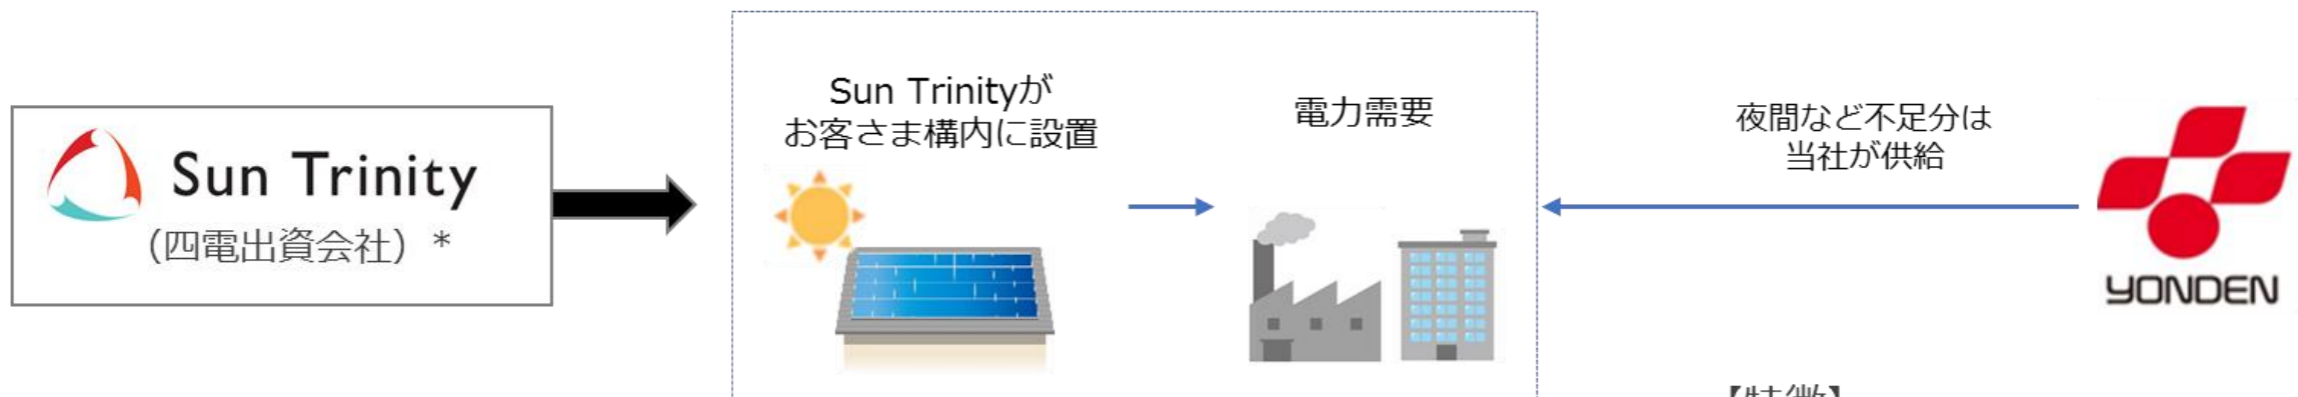 Sun Trinity
（四電出資会社）*
Sun Trinityが
お客さま構内に設置
電力需要
夜間など不足分は
当社が供給
YONDEN
【特徴】